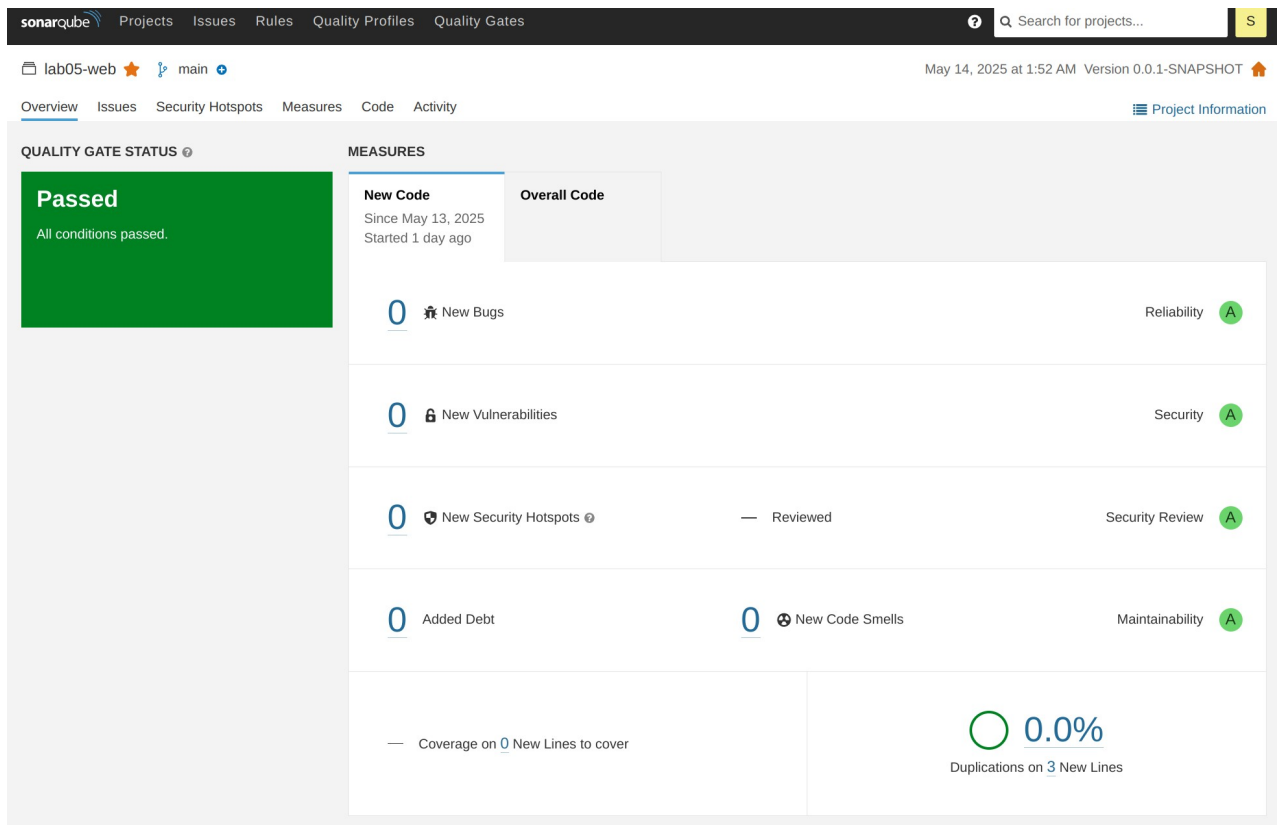 sonarqube Projects Issues Rules Quality Profiles Quality Gates ? Search for projects... S
lab05-web main May 14, 2025 at 1:52 AM Version 0.0.1-SNAPSHOT
Overview Issues Security Hotspots Measures Code Activity Project Information
QUALITY GATE STATUS ?
Passed
All conditions passed.
MEASURES
New Code
Since May 13, 2025
Started 1 day ago
Overall Code
0 New Bugs Reliability A
0 New Vulnerabilities Security A
0 New Security Hotspots ? — Reviewed Security Review A
0 Added Debt 0 New Code Smells Maintainability A
— Coverage on 0 New Lines to cover
0.0%
Duplications on 3 New Lines